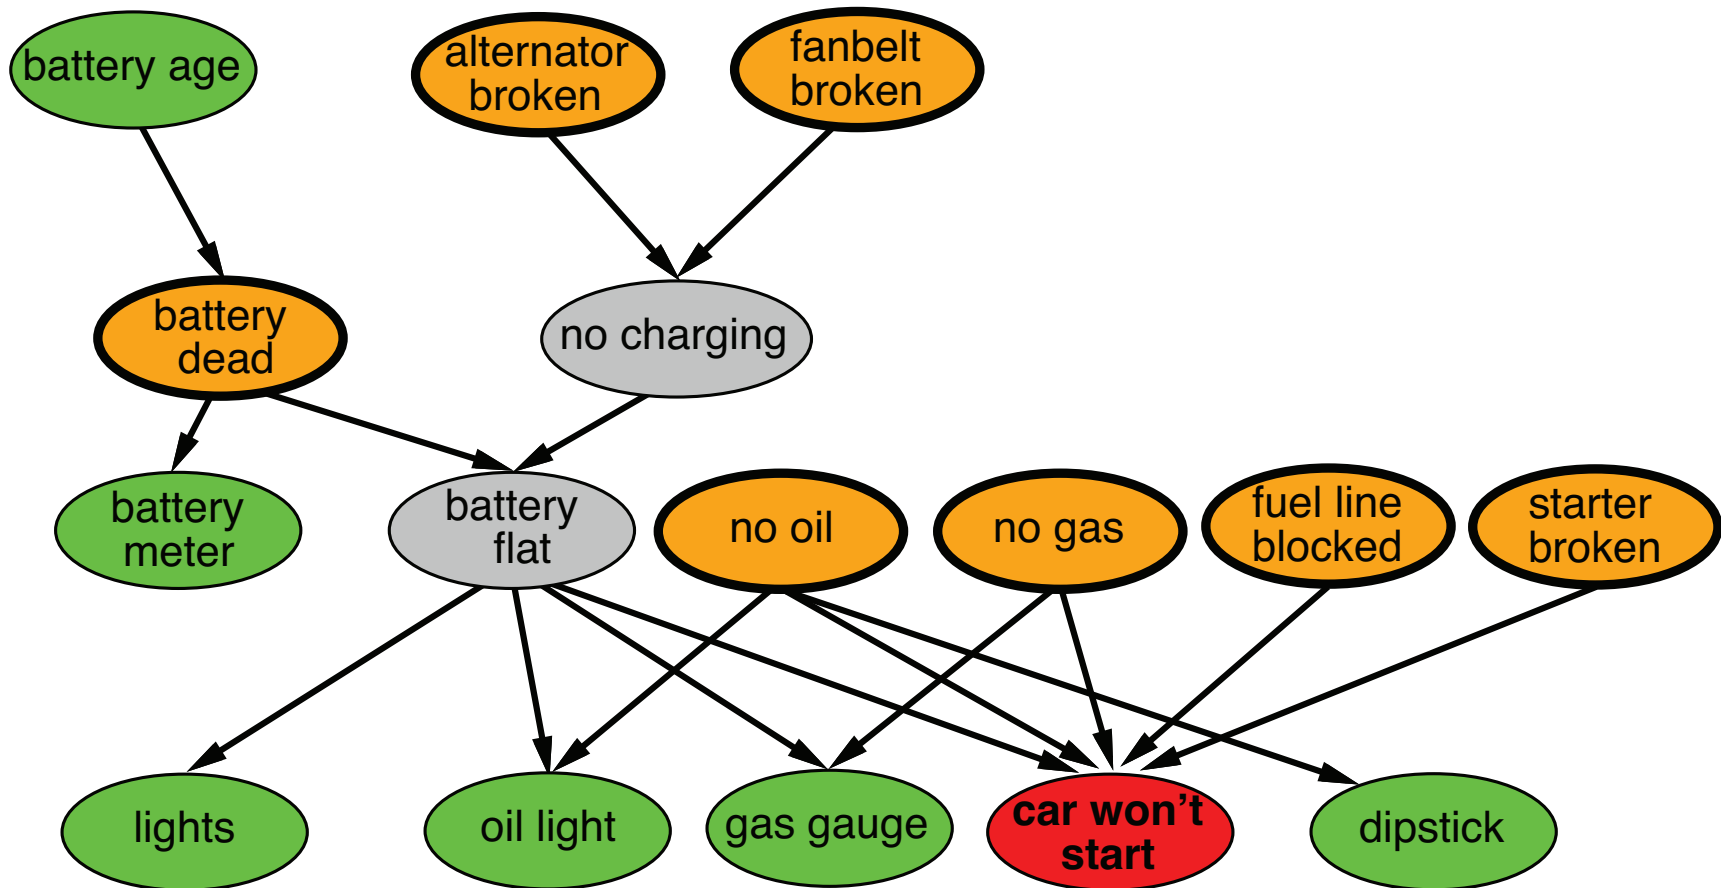 battery age
alternator
broken
fanbelt
broken
battery
dead
no charging
battery
meter
battery
flat
no oil
no gas
fuel line
blocked
starter
broken
lights
oil light
gas gauge
car won't
start
dipstick